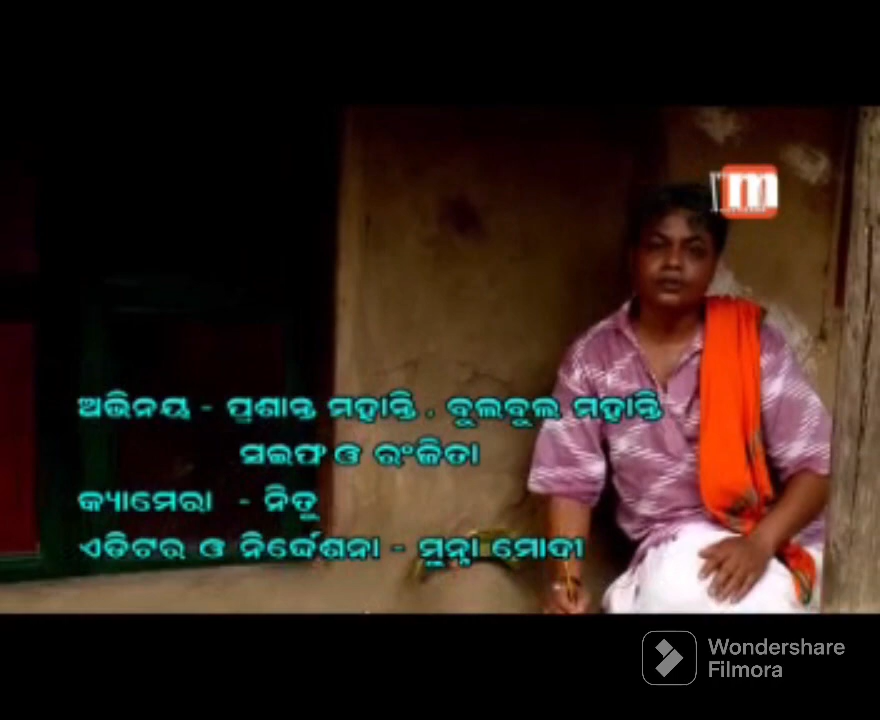 m
ଅଭିନୟ - ପ୍ରଶାନ୍ତ ମହାନ୍ତି . ବୁଲବୁଲ ମହାନ୍ତି
ସଇଫ ଓ ରଂଜିତା
କ୍ୟାମେରା - ନିତୁ
ଏଡିଟର ଓ ନିର୍ଦ୍ଦେଶନା - ମୁନ୍ନା ମୋଦୀ
Wondershare
Filmora